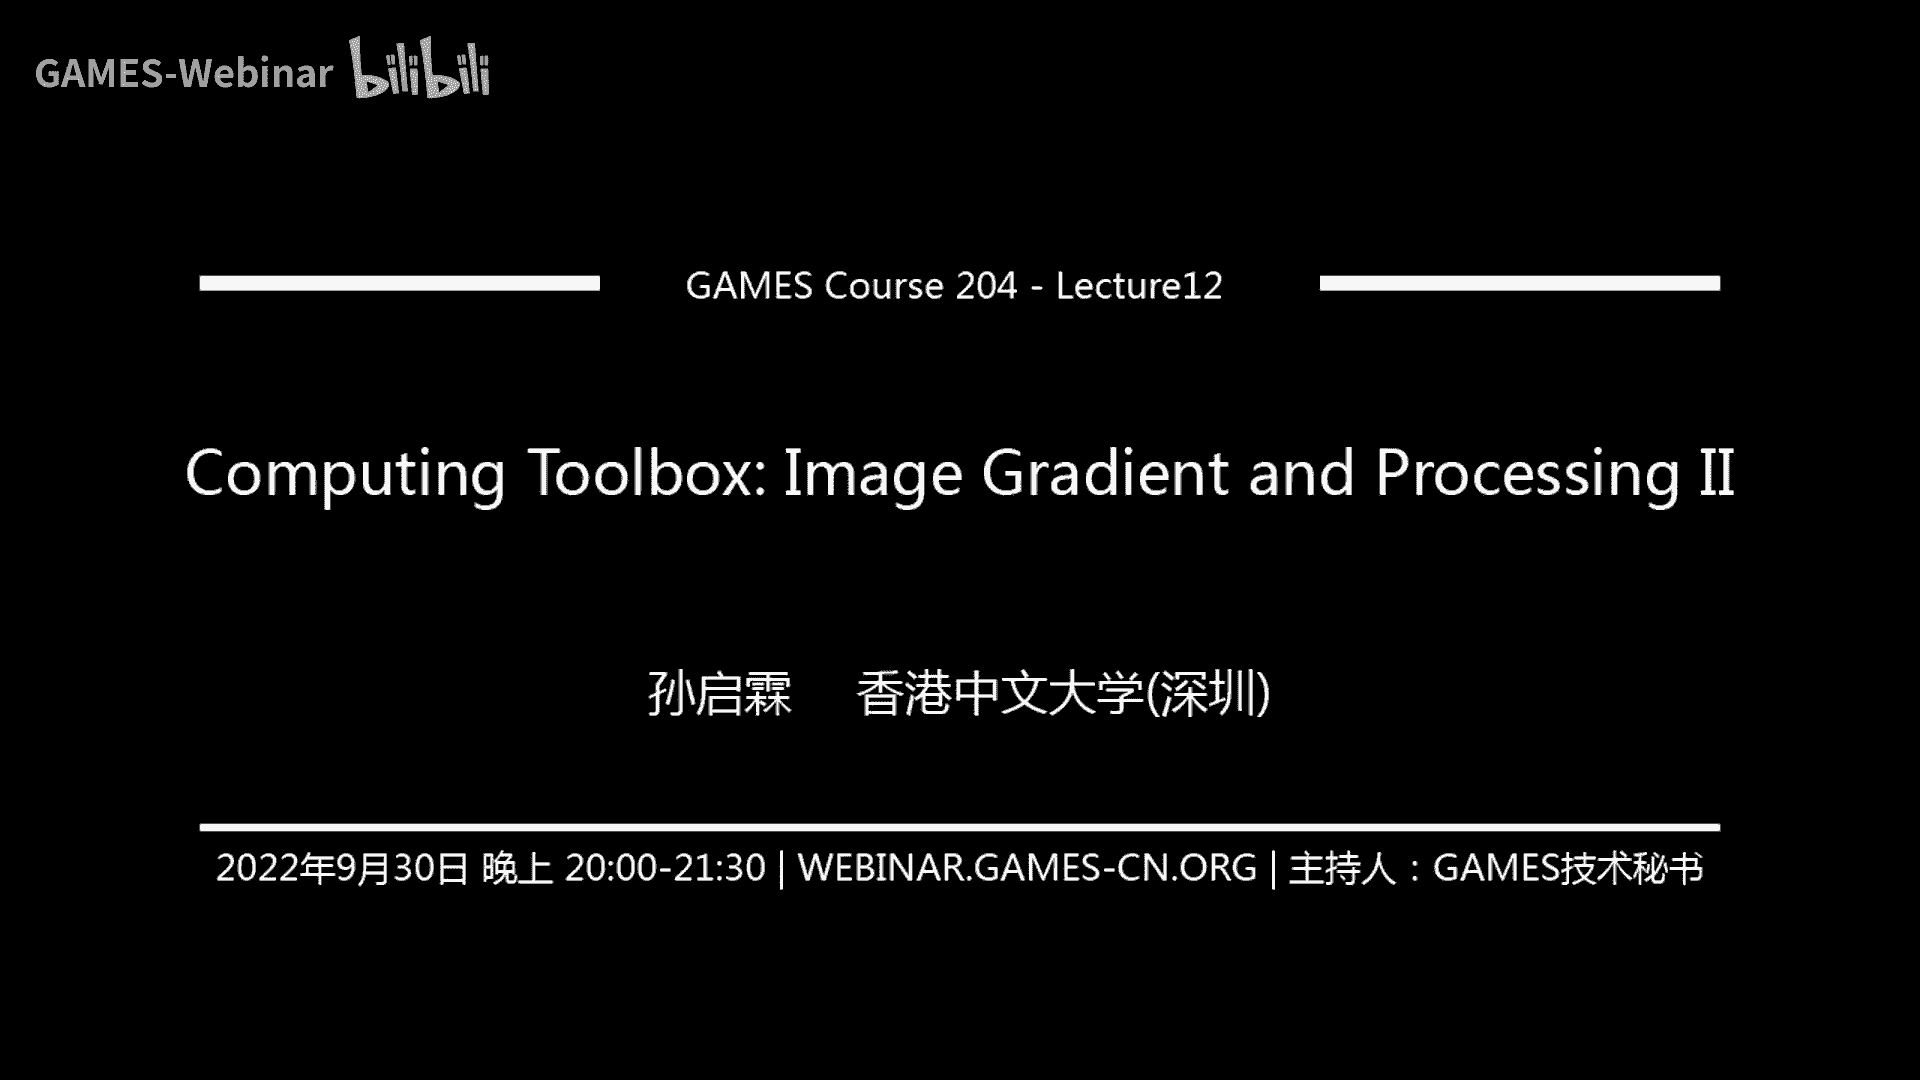 GAMES-Webinar bilibili
GAMES Course 204 - Lecture12
Computing Toolbox: Image Gradient and Processing II
孙启霖 香港中文大学(深圳)
2022年9月30日 晚上 20:00-21:30 | WEBINAR.GAMES-CN.ORG | 主持人：GAMES技术秘书